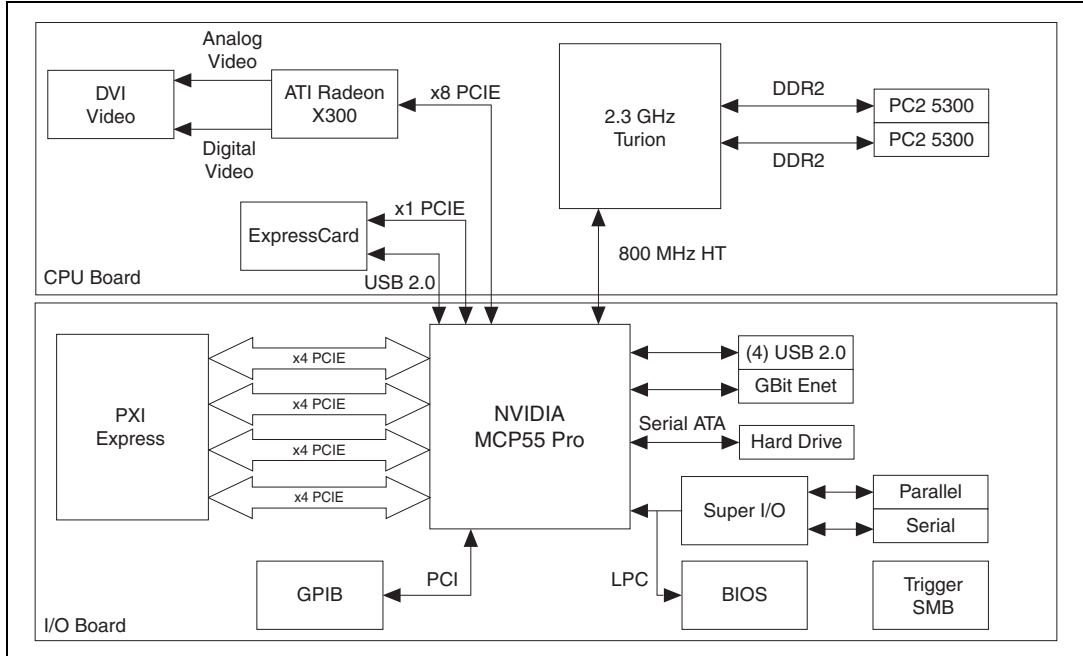 Analog
Video
DVI
Video
ATI Radeon
X300
x8 PCIE
Digital
Video
2.3 GHz
Turion
DDR2
DDR2
PC2 5300
PC2 5300
x1 PCIE
ExpressCard
USB 2.0
800 MHz HT
CPU Board
PXI
Express
x4 PCIE
x4 PCIE
x4 PCIE
x4 PCIE
NVIDIA
MCP55 Pro
(4) USB 2.0
GBit Enet
Serial ATA
Hard Drive
Super I/O
Parallel
Serial
GPIB
PCI
LPC
BIOS
Trigger
SMB
I/O Board